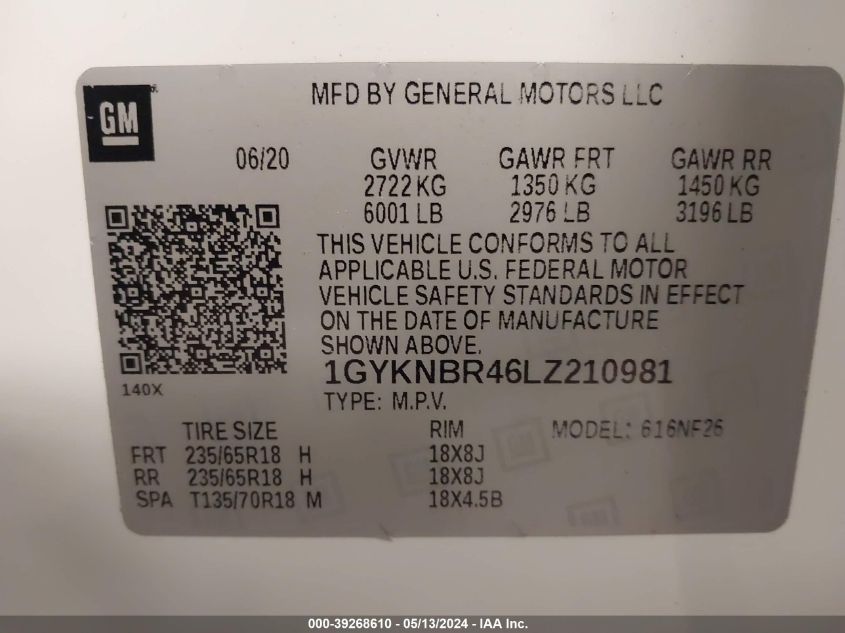 GM
MFD BY GENERAL MOTORS LLC
06/20 GVWR GAWR FRT GAWR RR
2722 KG 1350 KG 1450 KG
6001 LB 2976 LB 3196 LB
THIS VEHICLE CONFORMS TO ALL
APPLICABLE U.S. FEDERAL MOTOR
VEHICLE SAFETY STANDARDS IN EFFECT
ON THE DATE OF MANUFACTURE
SHOWN ABOVE.
1GYKNBR46LZ210981
140X
TYPE: M.P.V.
TIRE SIZE RIM MODEL: 616NF26
FRT 235/65R18 H 18X8J
RR 235/65R18 H 18X8J
SPA T135/70R18 M 18X4.5B
000-39268610 - 05/13/2024 - IAA Inc.